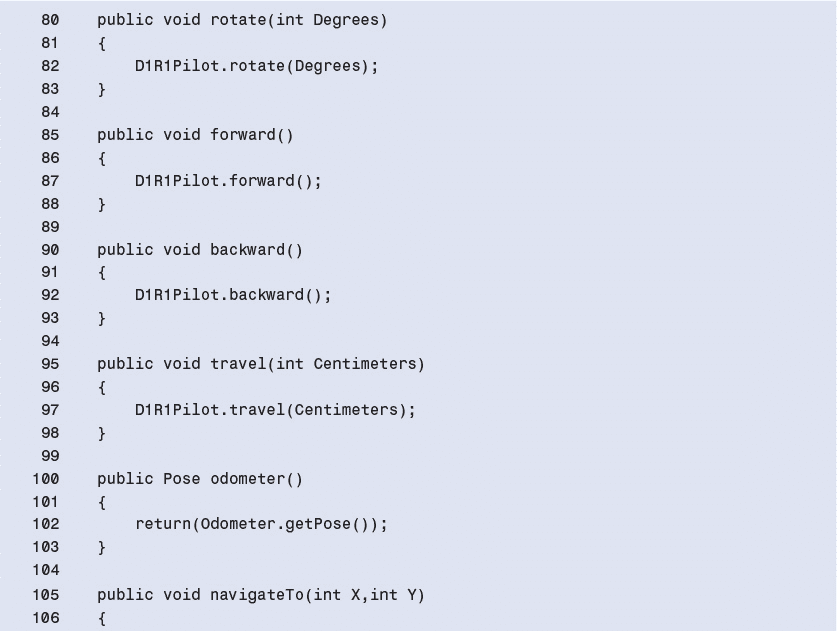 80 public void rotate(int Degrees)
81 {
82 D1R1Pilot.rotate(Degrees);
83 }
84
85 public void forward()
86 {
87 D1R1Pilot.forward();
88 }
89
90 public void backward()
91 {
92 D1R1Pilot.backward();
93 }
94
95 public void travel(int Centimeters)
96 {
97 D1R1Pilot.travel(Centimeters);
98 }
99
100 public Pose odometer()
101 {
102 return(Odometer.getPose());
103 }
104
105 public void navigateTo(int X,int Y)
106 {